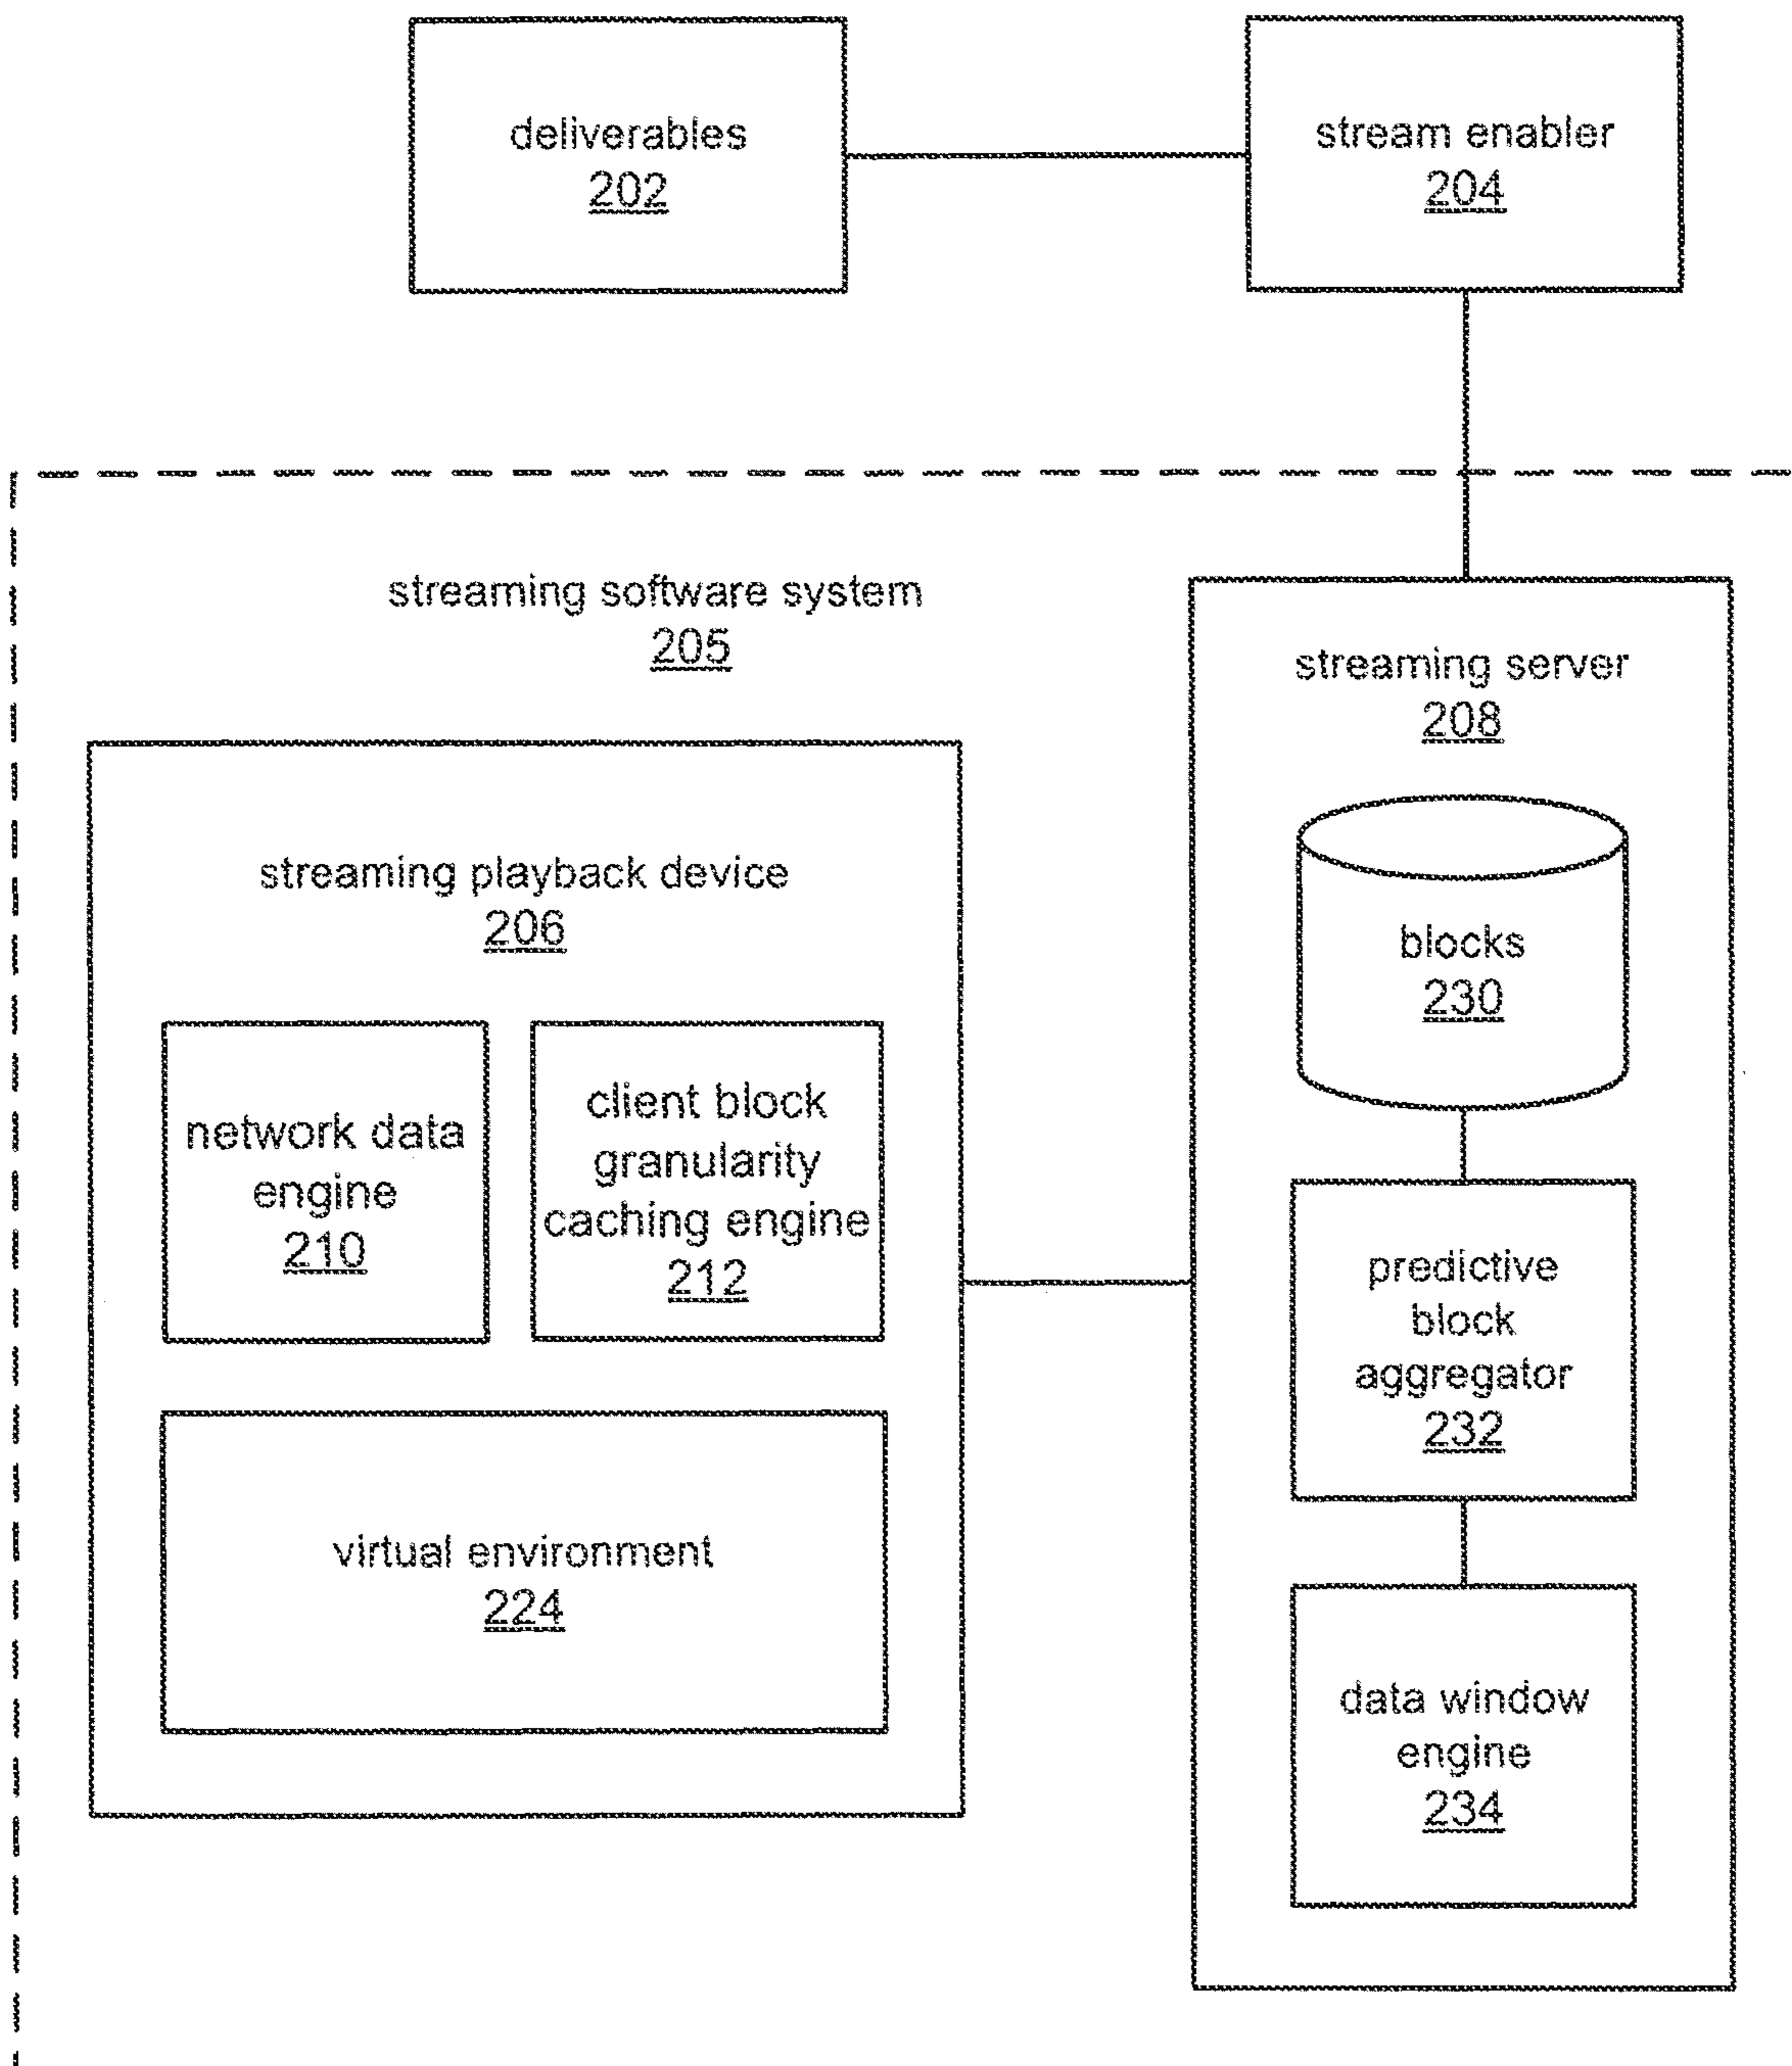 deliverables
202
stream enabler
204
streaming software system
205
streaming server
208
streaming playback device
206
blocks
230
network data
engine
210
client block
granularity
caching engine
212
predictive
block
aggregator
232
virtual environment
224
data window
engine
234